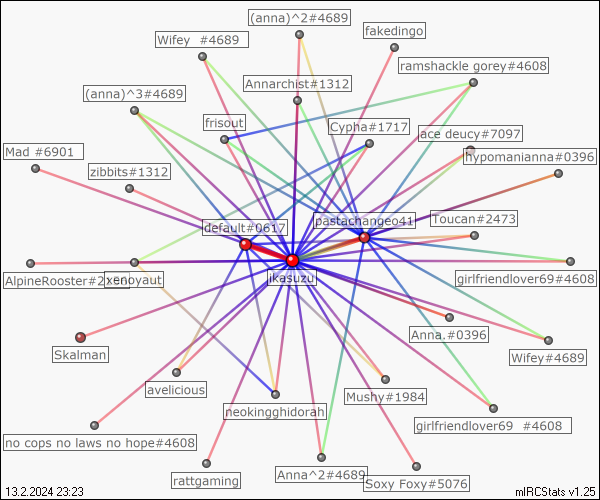 (anna)^2#4689
fakedingo
Wifey #4689
ramshackle gorey#4608
Annarchist#1312
(anna)^3#4689
frisout
Cypha#1717
ace deucy#7097
Mad #6901
hypomanianna#0396
zibbits#1312
pastachangeo41
Toucan#2473
default#0617
AlpineRooster#2
xenoyaut
ikasuzu
girlfriendlover69#4608
Anna.#0396
Skalman
Wifey#4689
avelicious
Mushy#1984
neokingghidorah
girlfriendlover69 #4608
no cops no laws no hope#4608
Anna^2#4689
rattgaming
Soxy Foxy#5076
13.2.2024 23:23
mIRCStats v1.25